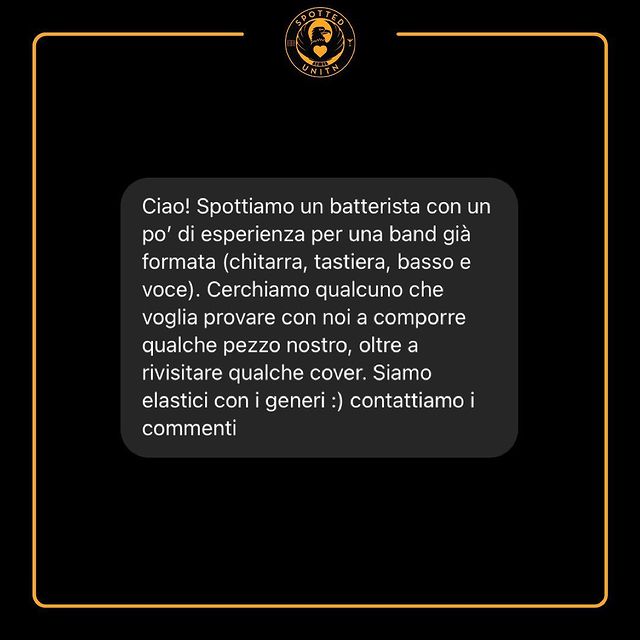 SPOTTED
UNITN
Ciao! Spottiamo un batterista con un
po' di esperienza per una band già
formata (chitarra, tastiera, basso e
voce). Cerchiamo qualcuno che
voglia provare con noi a comporre
qualche pezzo nostro, oltre a
rivisitare qualche cover. Siamo
elastici con i generi :) contattiamo i
commenti